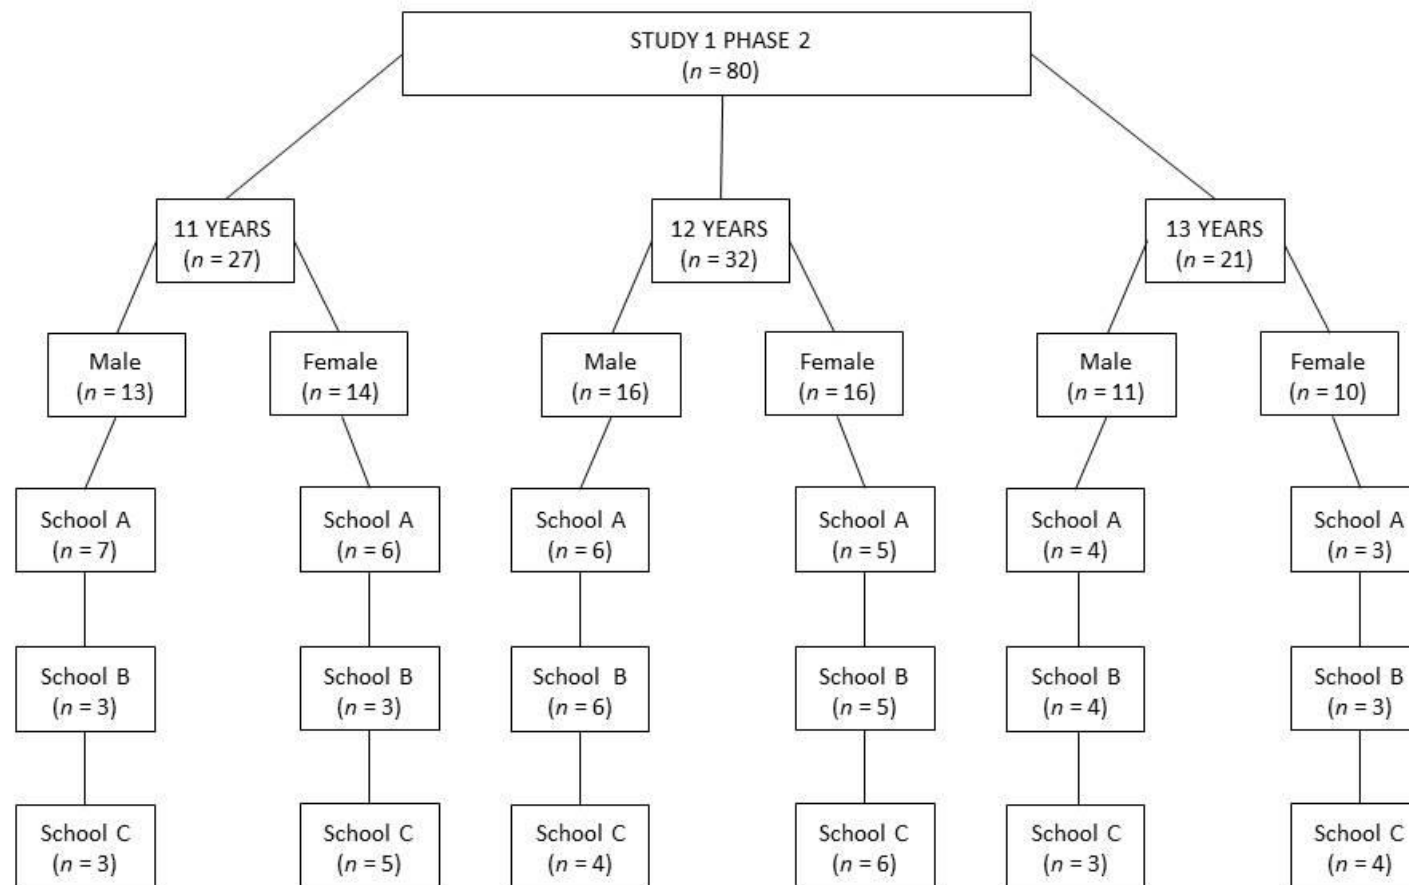 STUDY 1 PHASE 2
(n = 80)
11 YEARS
(n = 27)
12 YEARS
(n = 32)
13 YEARS
(n = 21)
Male
(n = 13)
Female
(n = 14)
Male
(n = 16)
Female
(n = 16)
Male
(n = 11)
Female
(n = 10)
School A
(n = 7)
School A
(n = 6)
School A
(n = 6)
School A
(n = 5)
School A
(n = 4)
School A
(n = 3)
School B
(n = 3)
School B
(n = 3)
School B
(n = 6)
School B
(n = 5)
School B
(n = 4)
School B
(n = 3)
School C
(n = 3)
School C
(n = 5)
School C
(n = 4)
School C
(n = 6)
School C
(n = 3)
School C
(n = 4)